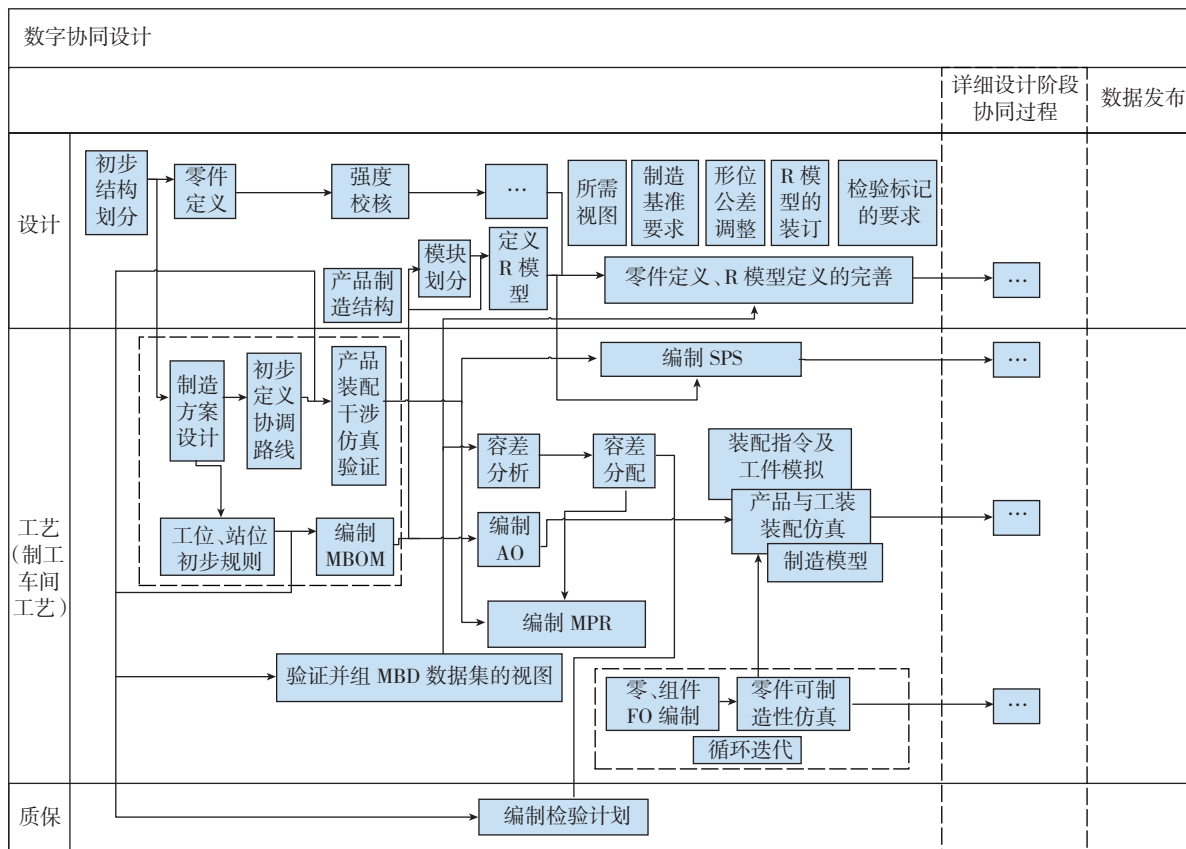 数字协同设计
详细设计阶段
协同过程
数据发布
设计
初步
结构
划分
零件
定义
强度
校核
…
所需
视图
制造
基准
要求
形位
公差
调整
R 模
型的
装订
检验标记
的要求
产品制
造结构
模块
划分
定义
R 模
型
零件定义、R 模型定义的完善
…
工艺
(制工
车间
工艺)
制造
方案
设计
初步
定义
协调
路线
产品
装配
干涉
仿真
验证
编制 SPS
…
容差
分析
容差
分配
装配指令及
工件模拟
产品与工装
装配仿真
制造模型
…
工位、站位
初步规则
编制
MBOM
编制
AO
编制 MPR
验证并组 MBD 数据集的视图
零、组件
FO 编制
零件可制
造性仿真
循环迭代
…
质保
编制检验计划